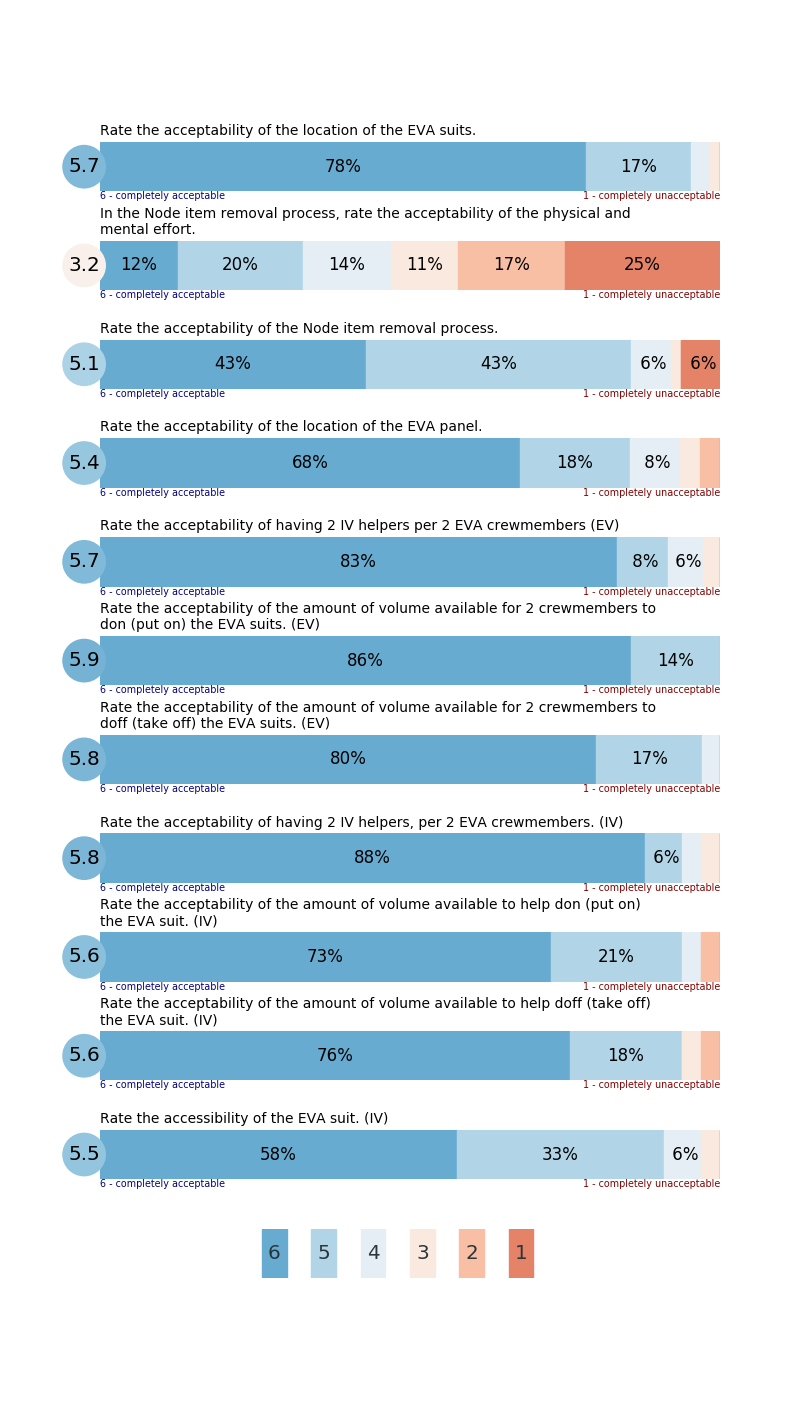 Rate the acceptability of the location of the EVA suits.
5.7 78% 17%
6 - completely acceptable 1 - completely unacceptable
In the Node item removal process, rate the acceptability of the physical and
mental effort.
3.2 12% 20% 14% 11% 17% 25%
6 - completely acceptable 1 - completely unacceptable
Rate the acceptability of the Node item removal process.
5.1 43% 43% 6% 6%
6 - completely acceptable 1 - completely unacceptable
Rate the acceptability of the location of the EVA panel.
5.4 68% 18% 8%
6 - completely acceptable 1 - completely unacceptable
Rate the acceptability of having 2 IV helpers per 2 EVA crewmembers (EV)
5.7 83% 8% 6%
6 - completely acceptable 1 - completely unacceptable
Rate the acceptability of the amount of volume available for 2 crewmembers to
don (put on) the EVA suits. (EV)
5.9 86% 14%
6 - completely acceptable 1 - completely unacceptable
Rate the acceptability of the amount of volume available for 2 crewmembers to
doff (take off) the EVA suits. (EV)
5.8 80% 17%
6 - completely acceptable 1 - completely unacceptable
Rate the acceptability of having 2 IV helpers, per 2 EVA crewmembers. (IV)
5.8 88% 6%
6 - completely acceptable 1 - completely unacceptable
Rate the acceptability of the amount of volume available to help don (put on)
the EVA suit. (IV)
5.6 73% 21%
6 - completely acceptable 1 - completely unacceptable
Rate the acceptability of the amount of volume available to help doff (take off)
the EVA suit. (IV)
5.6 76% 18%
6 - completely acceptable 1 - completely unacceptable
Rate the accessibility of the EVA suit. (IV)
5.5 58% 33% 6%
6 - completely acceptable 1 - completely unacceptable
6 5 4 3 2 1